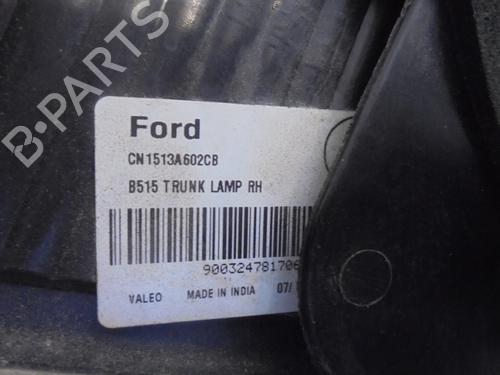 B-PARTS
Ford
CN1513A602CB
B515 TRUNK LAMP RH
900324781706
VALEO MADE IN INDIA 07/